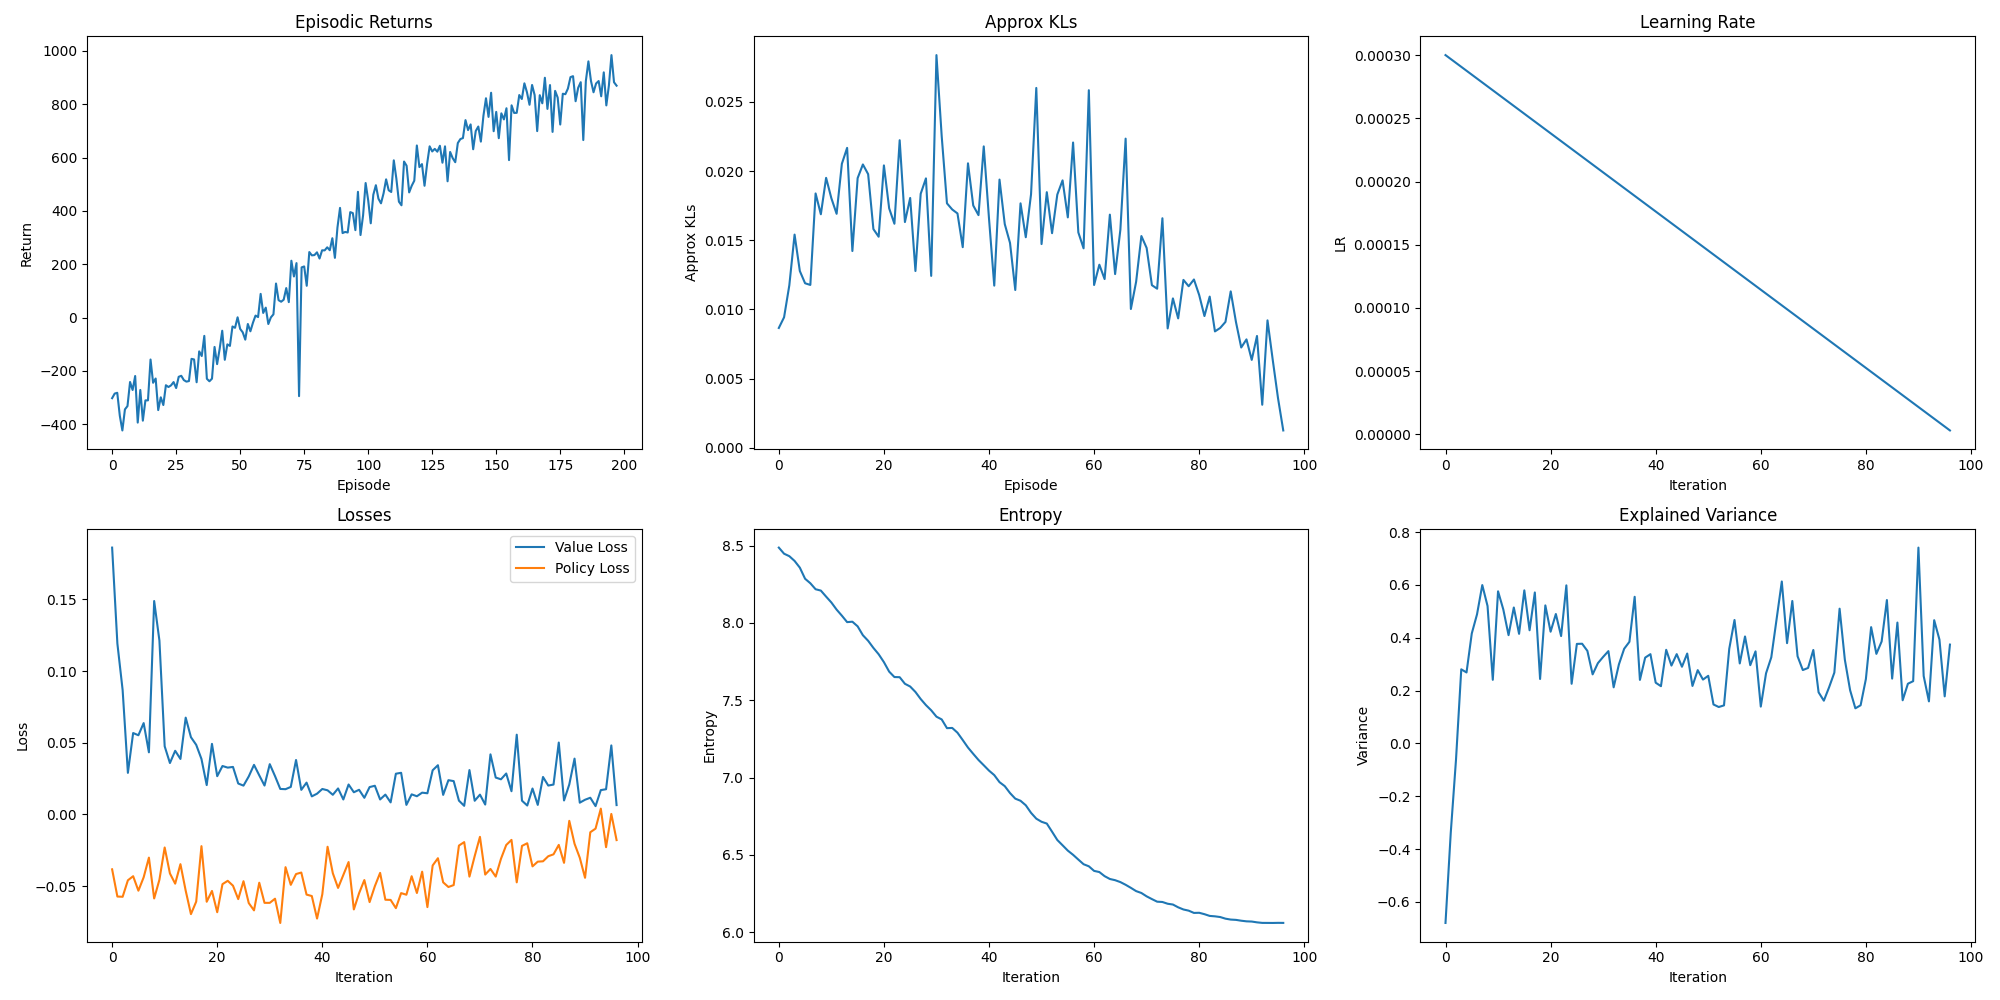 Episodic Returns
Return
1000
800
600
400
200
0
−200
−400
0 25 50 75 100 125 150 175 200
Episode
Approx KLs
Approx KLs
0.025
0.020
0.015
0.010
0.005
0.000
0 20 40 60 80 100
Episode
Learning Rate
LR
0.00030
0.00025
0.00020
0.00015
0.00010
0.00005
0.00000
0 20 40 60 80 100
Iteration
Losses
Loss
0.15
0.10
0.05
0.00
−0.05
Value Loss
Policy Loss
0 20 40 60 80 100
Iteration
Entropy
Entropy
8.5
8.0
7.5
7.0
6.5
6.0
0 20 40 60 80 100
Iteration
Explained Variance
Variance
0.8
0.6
0.4
0.2
0.0
−0.2
−0.4
−0.6
0 20 40 60 80 100
Iteration